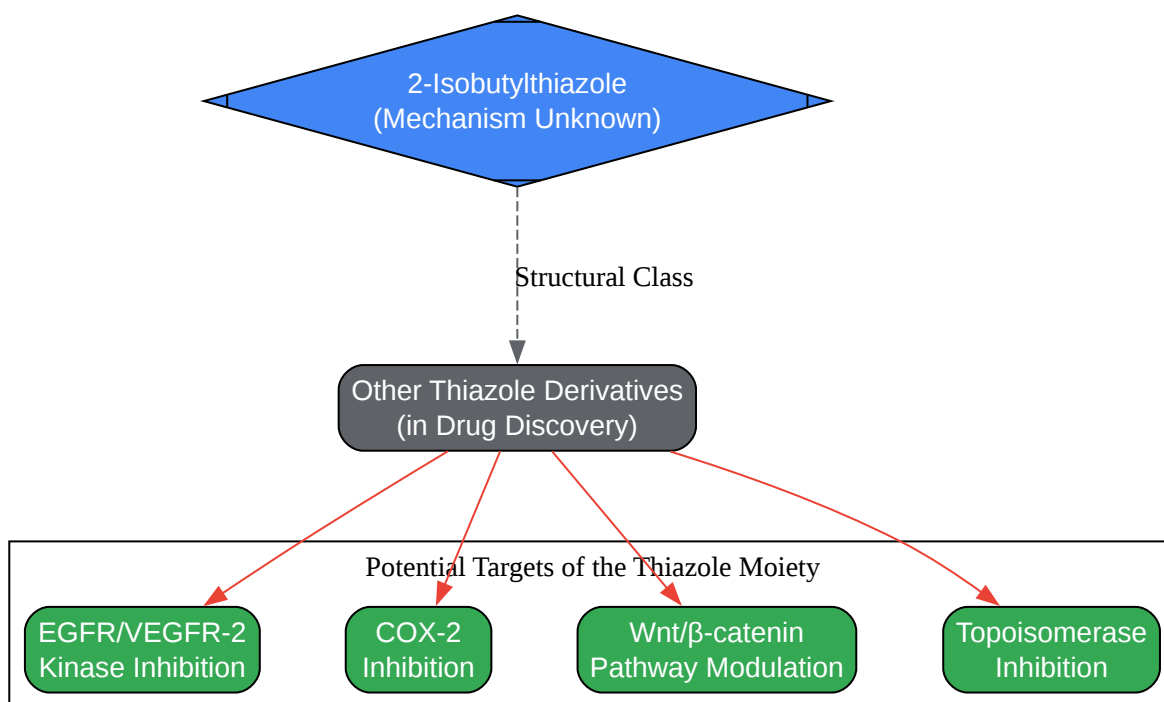 2-Isobutylthiazole
(Mechanism Unknown)
Structural Class
Other Thiazole Derivatives
(in Drug Discovery)
Potential Targets of the Thiazole Moiety
EGFR/VEGFR-2
Kinase Inhibition
COX-2
Inhibition
Wnt/β-catenin
Pathway Modulation
Topoisomerase
Inhibition